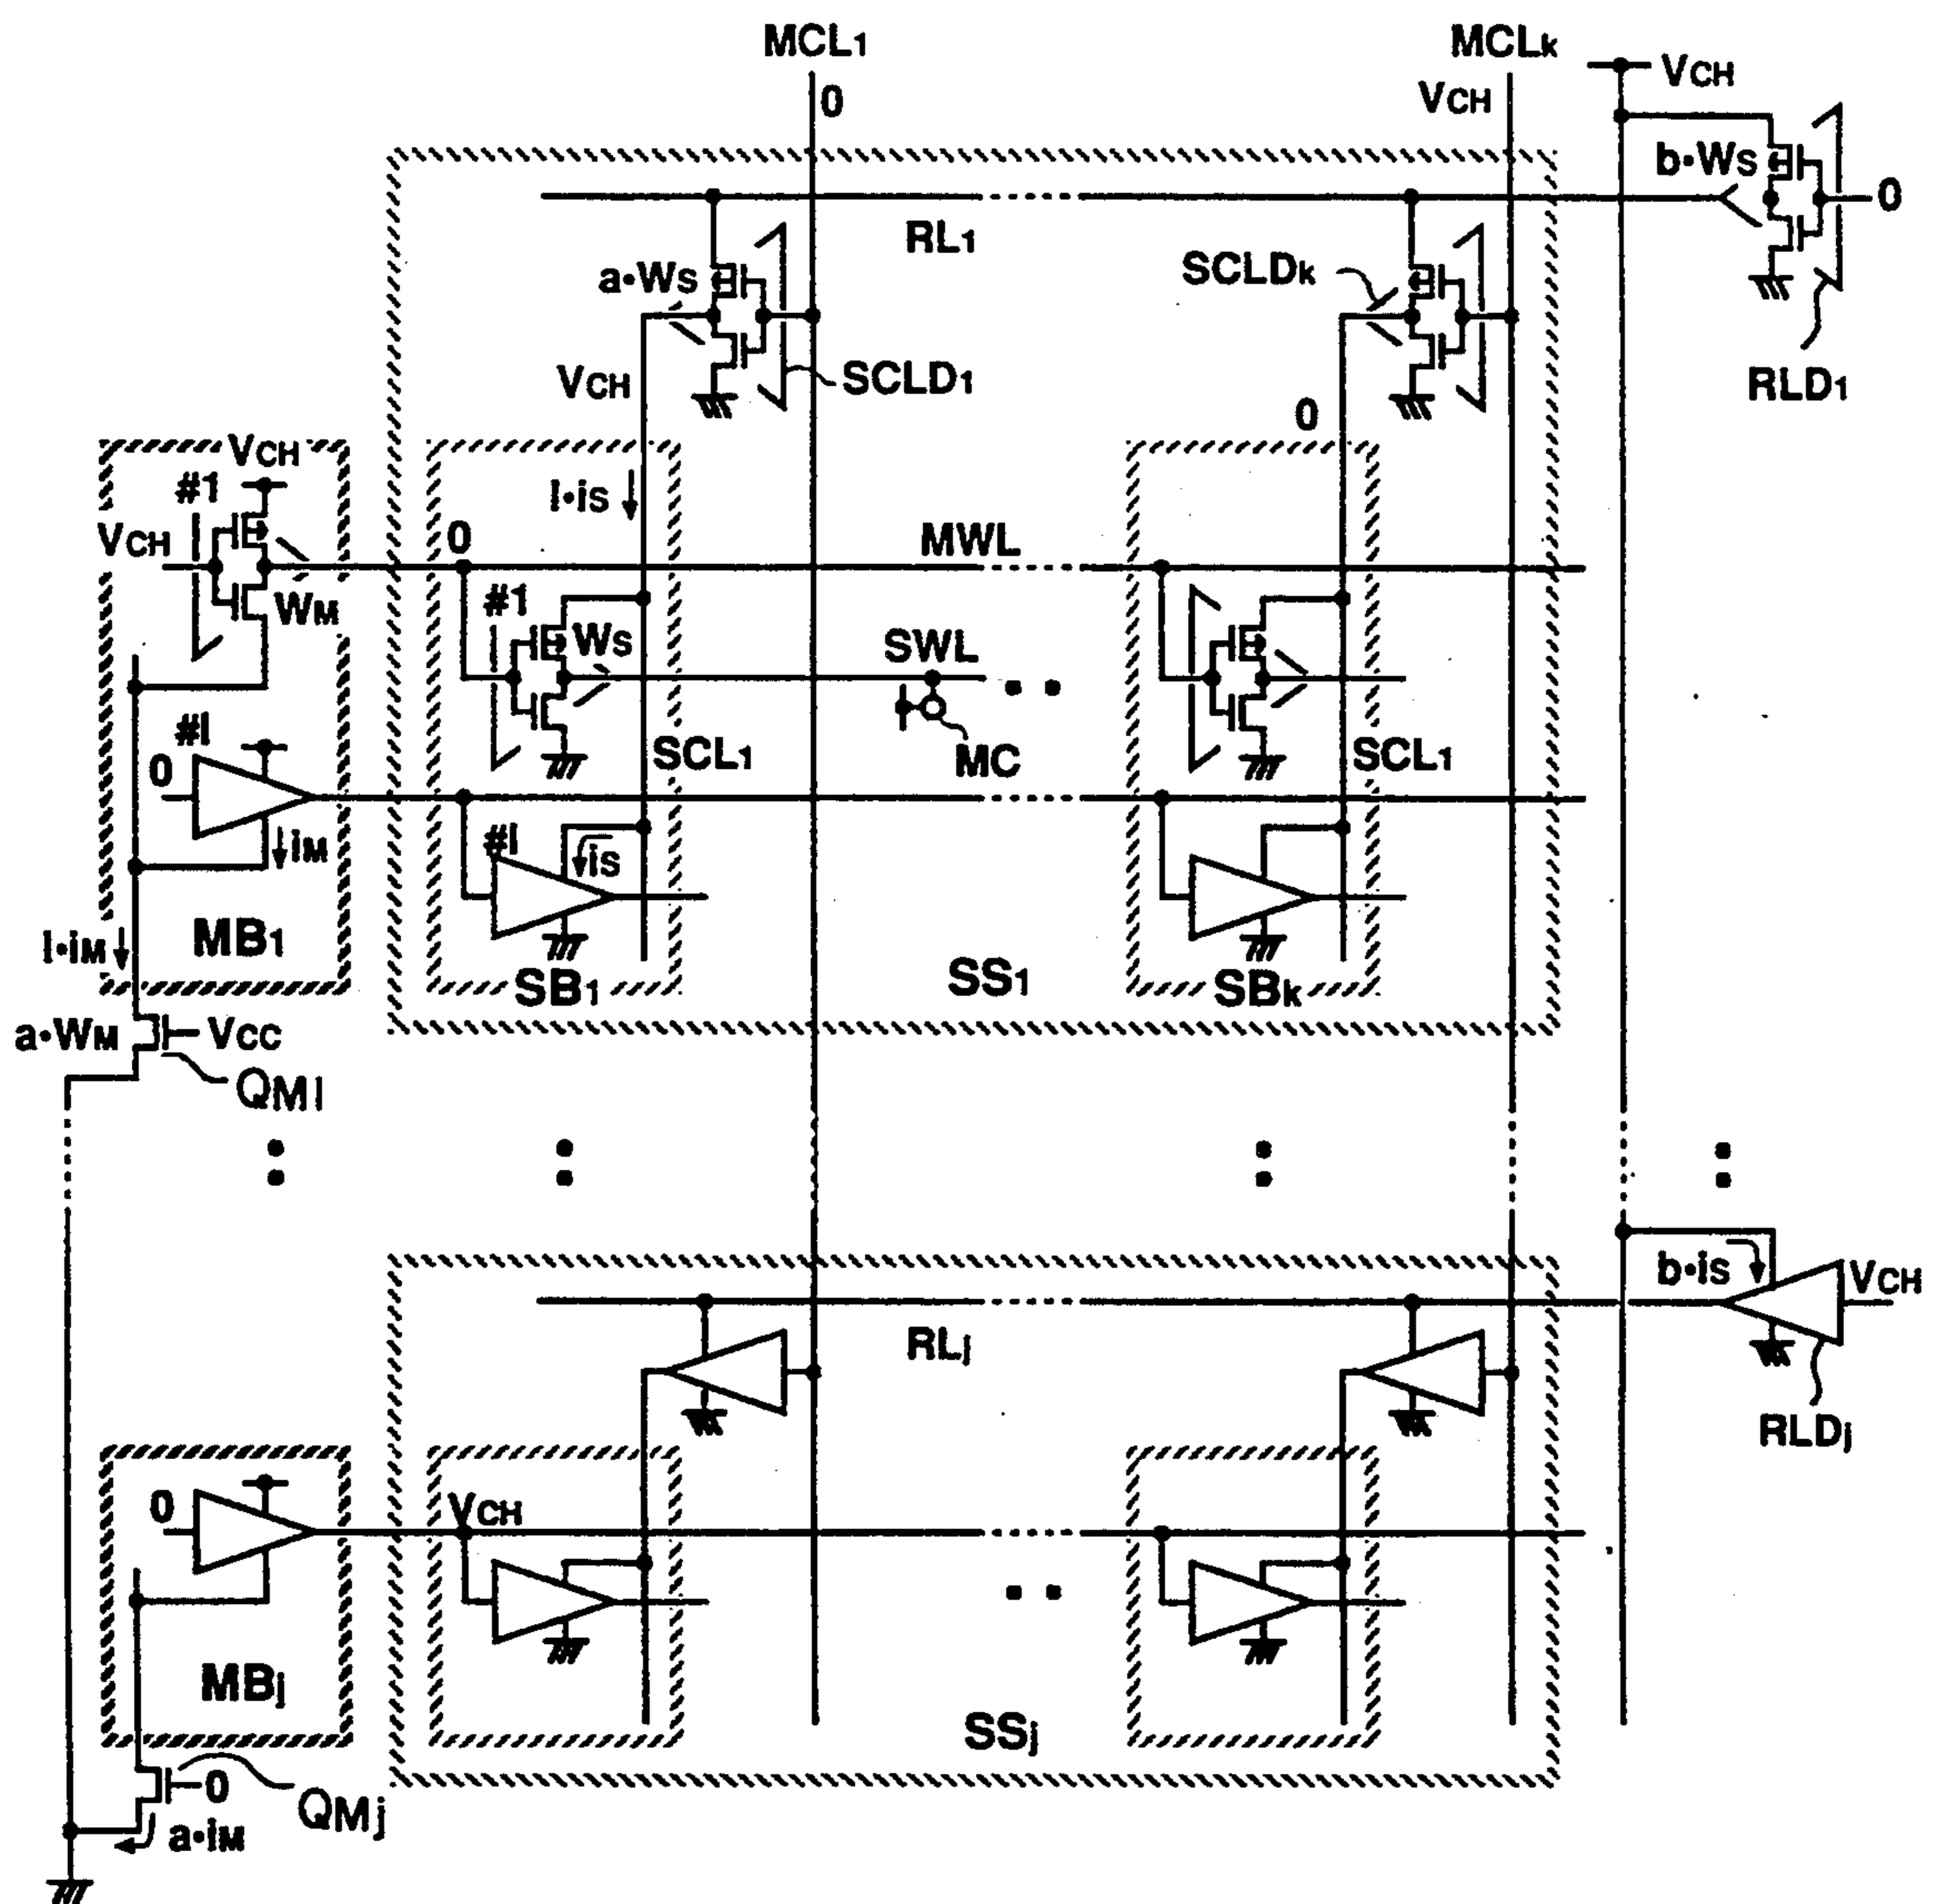 MCL1
MCLk
VCH
0
VCH
b•WS
0
RL1
a•WS
SCLDk
SCLD1
VCH
RLD1
0
VCH
#1
I•iS
VCH
0
MWL
#1
WM
WS
SWL
#I
SCL1
MC
SCL1
0
#I
iM
iS
MB1
I•iM
SB1
SS1
SBk
a•WM
VCC
QM1
b•iS
VCH
RLj
RLDj
0
VCH
MBj
SSj
0
QMj
a•iM